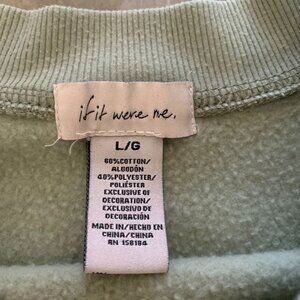 if it were me.
L/G
60%COTTON/
ALGODÓN
40%POLYESTER/
POLIÉSTER
EXCLUSIVE OF
DECORATION/
EXCLUSIVO DE
DECORACIÓN
MADE IN/HECHO EN
CHINA/CHINA
RN 158184